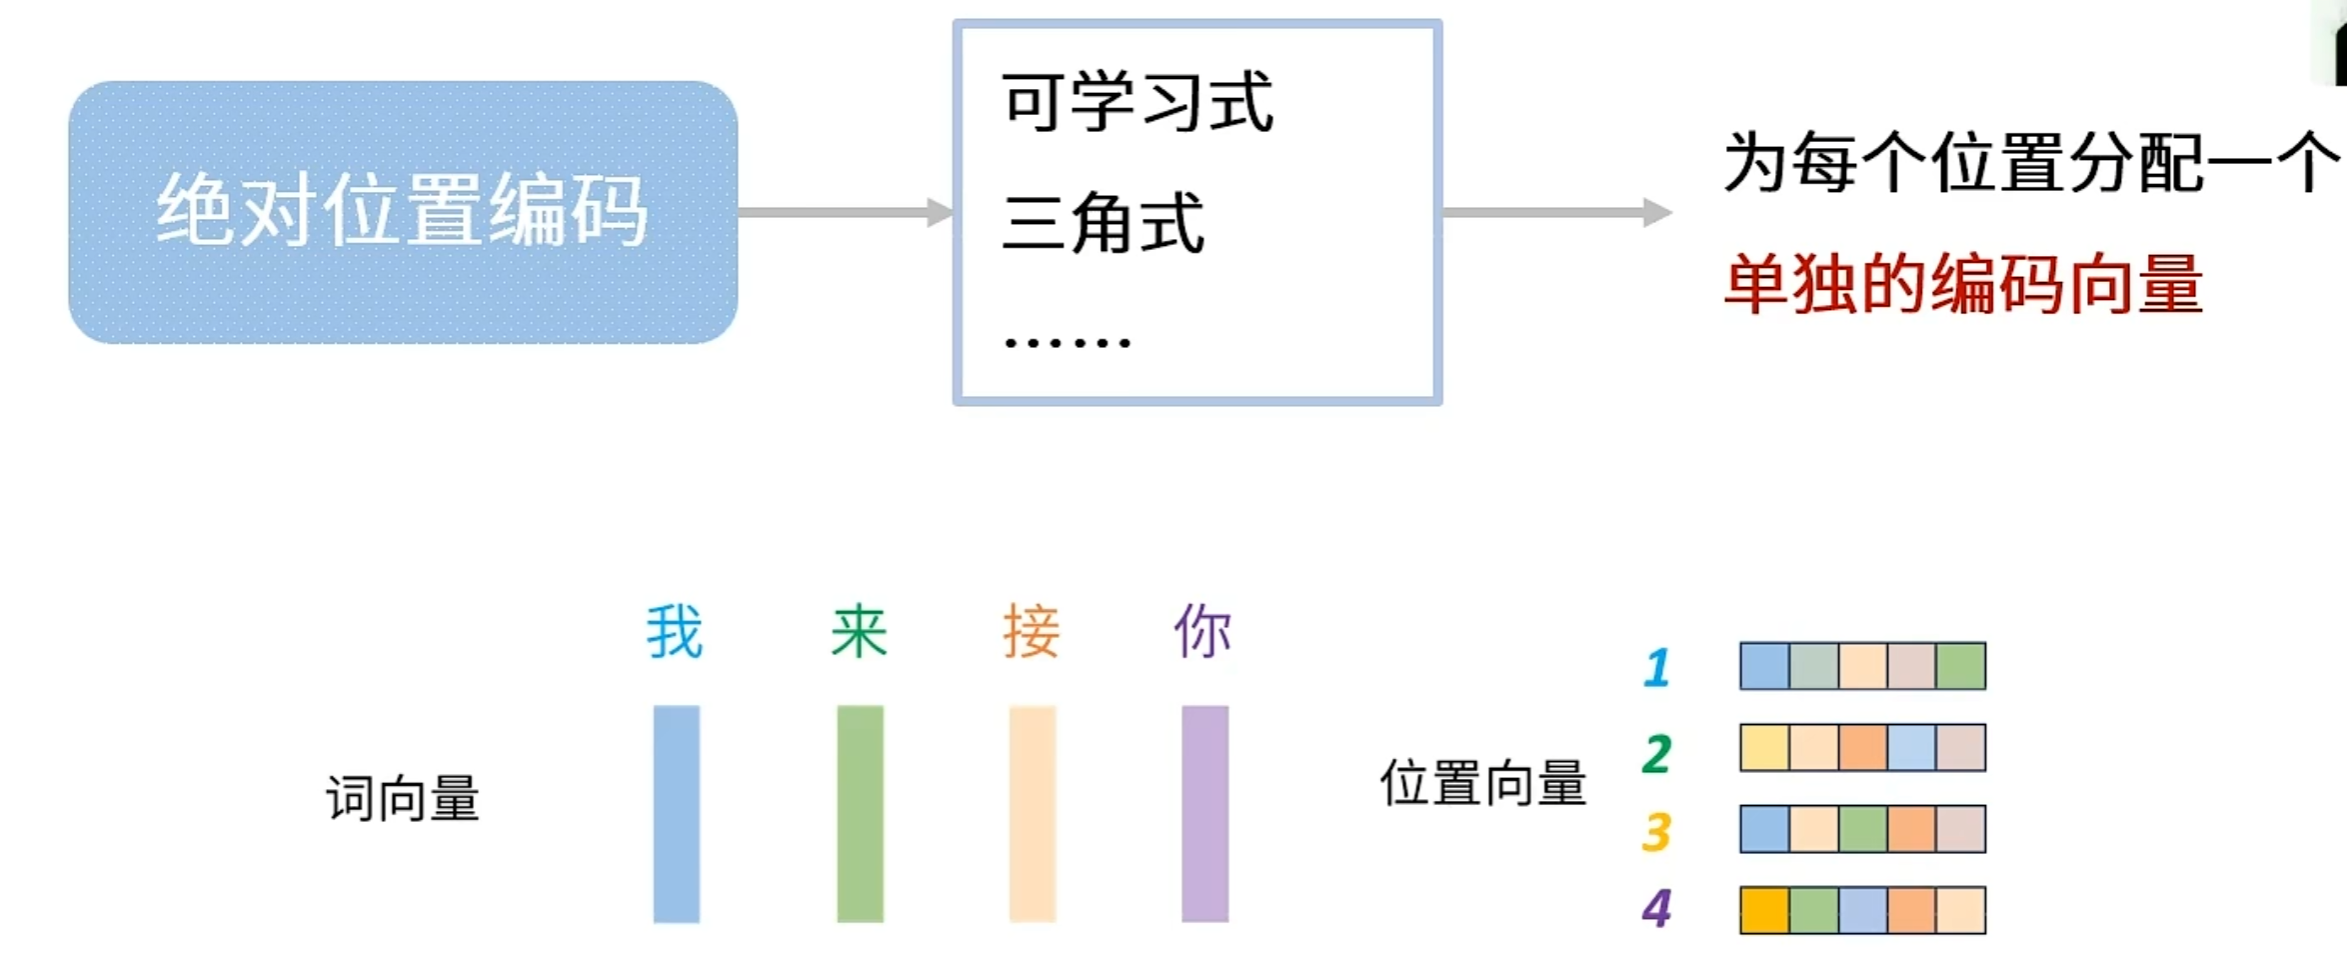 绝对位置编码
可学习式
三角式
……
为每个位置分配一个
单独的编码向量
我 来 接 你
词向量
位置向量
1
2
3
4